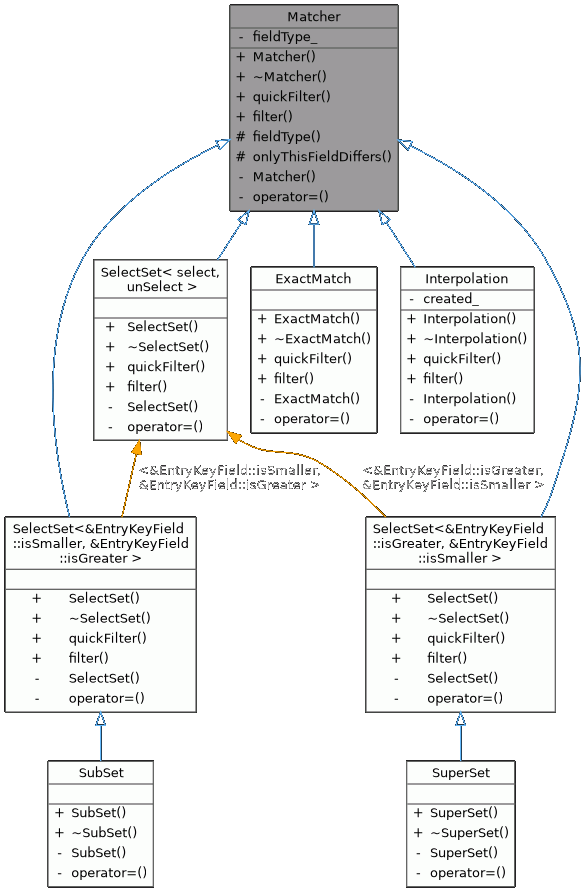 Matcher
- fieldType_
+ Matcher()
+ ~Matcher()
+ quickFilter()
+ filter()
# fieldType()
# onlyThisFieldDiffers()
- Matcher()
- operator=()
SelectSet< select,
unSelect >
+ SelectSet()
+ ~SelectSet()
+ quickFilter()
+ filter()
- SelectSet()
- operator=()
ExactMatch
+ ExactMatch()
+ ~ExactMatch()
+ quickFilter()
+ filter()
- ExactMatch()
- operator=()
Interpolation
- created_
+ Interpolation()
+ ~Interpolation()
+ quickFilter()
+ filter()
- Interpolation()
- operator=()
<&EntryKeyField::isSmaller,
&EntryKeyField::isGreater >
<&EntryKeyField::isGreater,
&EntryKeyField::isSmaller >
SelectSet<&EntryKeyField
::isSmaller, &EntryKeyField
::isGreater >
+ SelectSet()
+ ~SelectSet()
+ quickFilter()
+ filter()
- SelectSet()
- operator=()
SelectSet<&EntryKeyField
::isGreater, &EntryKeyField
::isSmaller >
+ SelectSet()
+ ~SelectSet()
+ quickFilter()
+ filter()
- SelectSet()
- operator=()
SubSet
+ SubSet()
+ ~SubSet()
- SubSet()
- operator=()
SuperSet
+ SuperSet()
+ ~SuperSet()
- SuperSet()
- operator=()